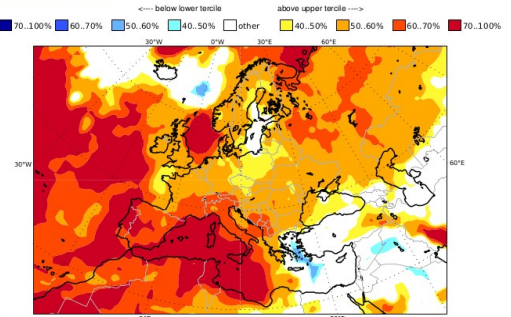 <---- below lower tercile above upper tercile ---->
70..100% 60..70% 50..60% 40..50% other 40..50% 50..60% 60..70% 70..100%
30°W 0°W 30°E 60°E
30°W 60°E